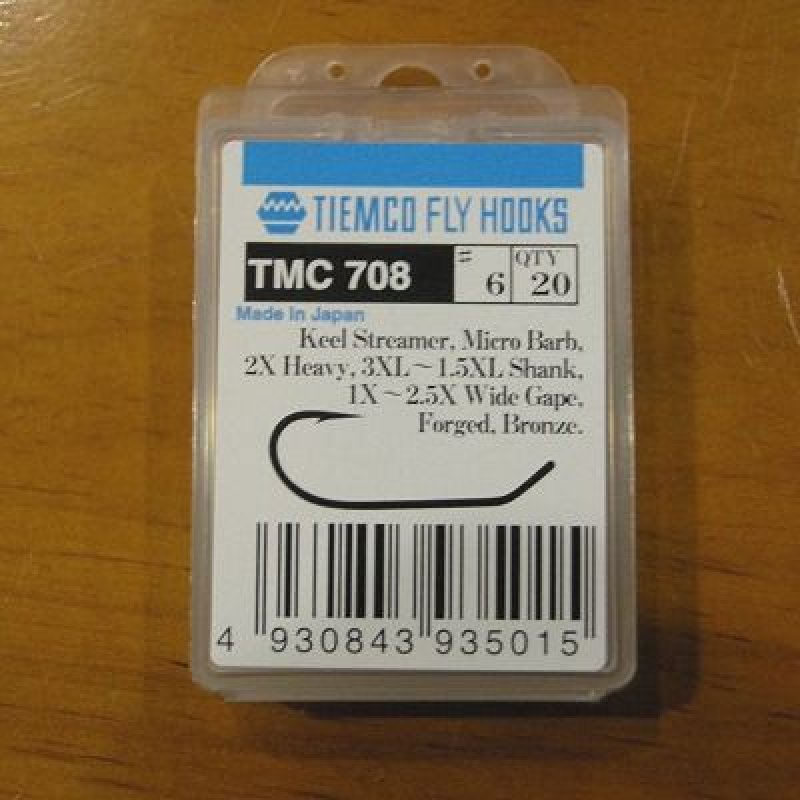 TIEMCO FLY HOOKS
TMC 708 # 6 QTY 20
Made in Japan
Keel Streamer, Micro Barb,
2X Heavy, 3XL~1.5XL Shank,
1X~2.5X Wide Gape,
Forged, Bronze.
4 930843 935015